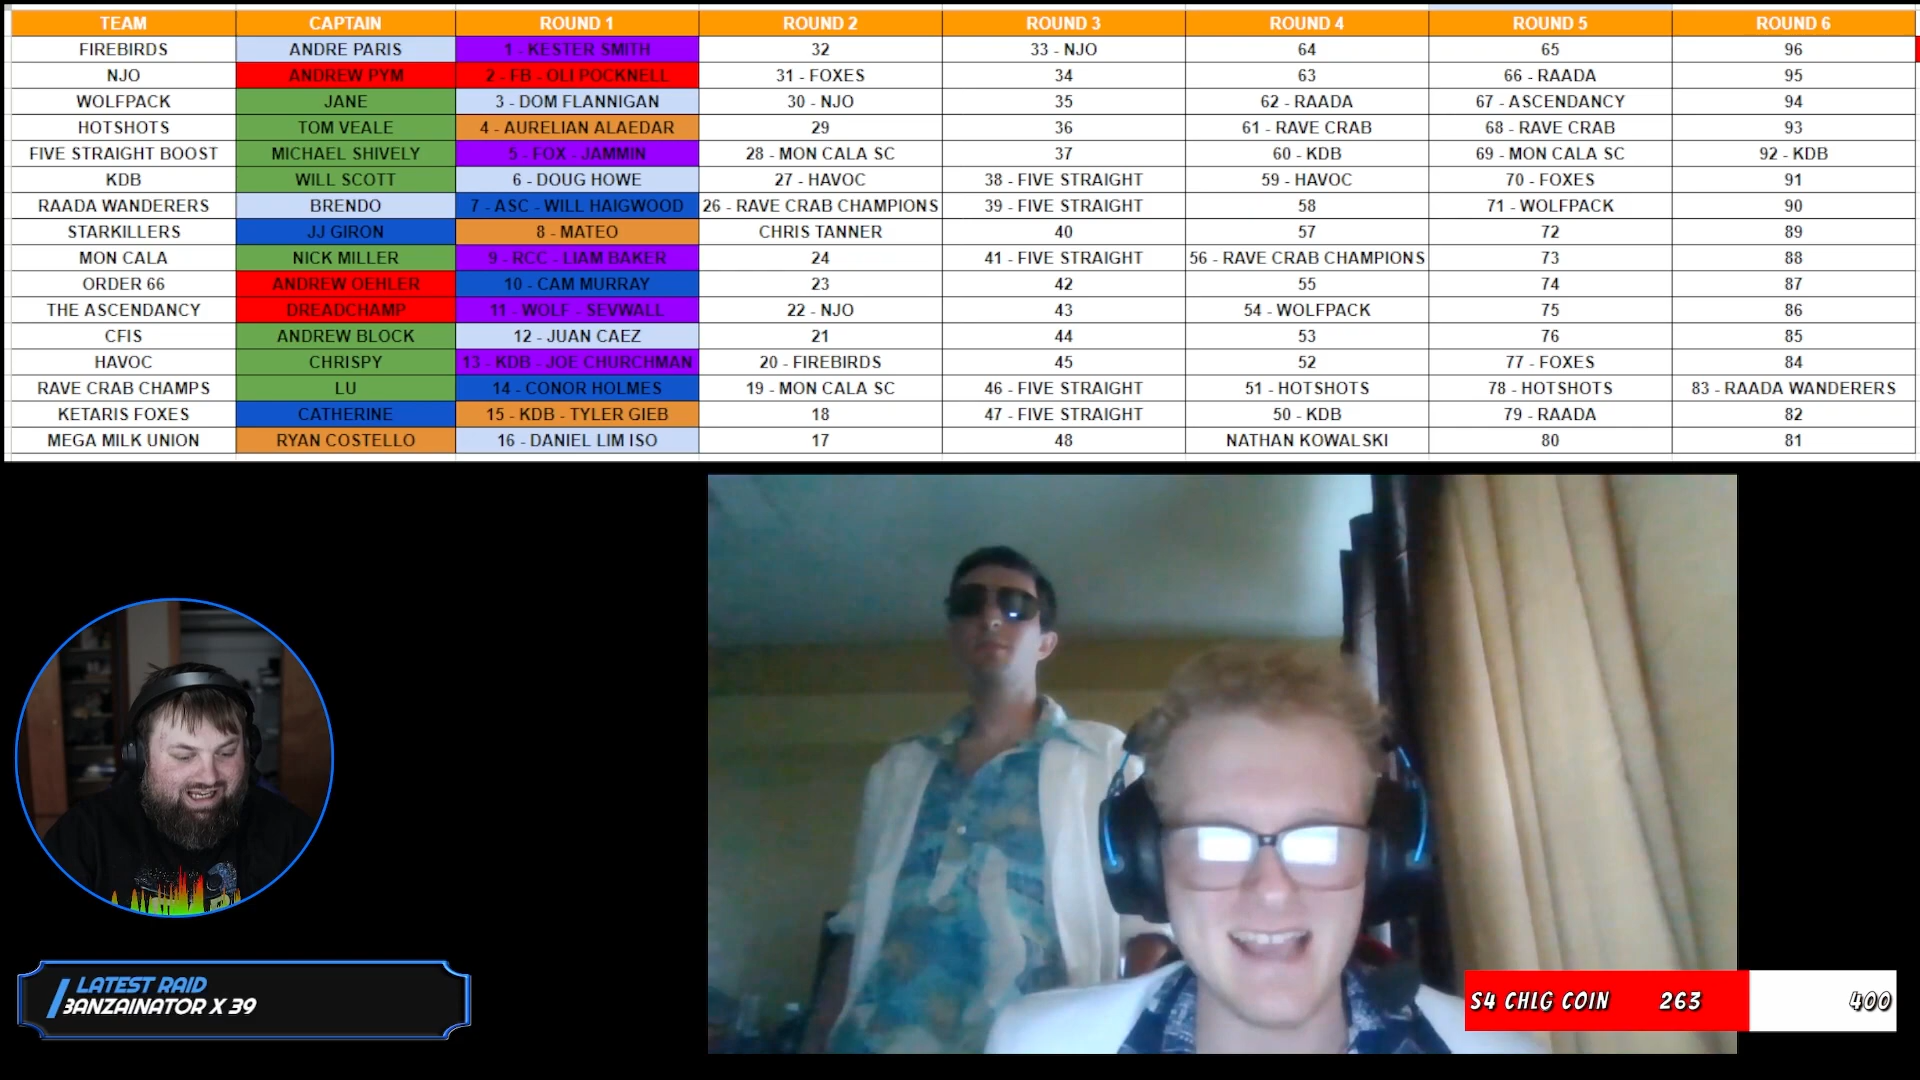 TEAM CAPTAIN ROUND 1 ROUND 2 ROUND 3 ROUND 4 ROUND 5 ROUND 6
FIREBIRDS ANDRE PARIS 1 - KESTER SMITH 32 33 - NJO 64 65 96
NJO ANDREW PYM 2 - FB - OLI POCKNELL 31 - FOXES 34 63 66 - RAADA 95
WOLFPACK JANE 3 - DOM FLANNIGAN 30 - NJO 35 62 - RAADA 67 - ASCENDANCY 94
HOTSHOTS TOM VEALE 4 - AURELIAN ALAEDAR 29 36 61 - RAVE CRAB 68 - RAVE CRAB 93
FIVE STRAIGHT BOOST MICHAEL SHIVELY 5 - FOX - JAMMIN 28 - MON CALA SC 37 60 - KDB 69 - MON CALA SC 92 - KDB
KDB WILL SCOTT 6 - DOUG HOWE 27 - HAVOC 38 - FIVE STRAIGHT 59 - HAVOC 70 - FOXES 91
RAADA WANDERERS BRENDO 7 - ASC - WILL HAIGWOOD 26 - RAVE CRAB CHAMPIONS 39 - FIVE STRAIGHT 58 71 - WOLFPACK 90
STARKILLERS JJ GIRON 8 - MATEO CHRIS TANNER 40 57 72 89
MON CALA NICK MILLER 9 - RCC - LIAM BAKER 24 41 - FIVE STRAIGHT 56 - RAVE CRAB CHAMPIONS 73 88
ORDER 66 ANDREW OEHLER 10 - CAM MURRAY 23 42 55 74 87
THE ASCENDANCY DREADCHAMP 11 - WOLF - SEVWALL 22 - NJO 43 54 - WOLFPACK 75 86
CFIS ANDREW BLOCK 12 - JUAN CAEZ 21 44 53 76 85
HAVOC CHRISPY 13 - KDB - JOE CHURCHMAN 20 - FIREBIRDS 45 52 77 - FOXES 84
RAVE CRAB CHAMPS LU 14 - CONOR HOLMES 19 - MON CALA SC 46 - FIVE STRAIGHT 51 - HOTSHOTS 78 - HOTSHOTS 83 - RAADA WANDERERS
KETARIS FOXES CATHERINE 15 - KDB - TYLER GIEB 18 47 - FIVE STRAIGHT 50 - KDB 79 - RAADA 82
MEGA MILK UNION RYAN COSTELLO 16 - DANIEL LIM ISO 17 48 NATHAN KOWALSKI 80 81
LATEST RAID
BANZAINATOR X 39
S4 CHLG COIN 263 400